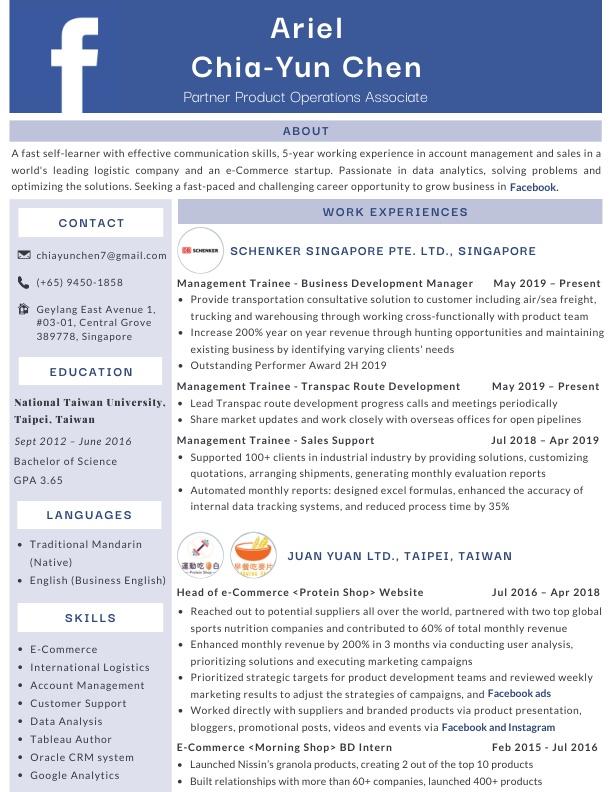 Ariel
Chia-Yun Chen
Partner Product Operations Associate
ABOUT
A fast self-learner with effective communication skills, 5-year working experience in account management and sales in a
world's leading logistic company and an e-Commerce startup. Passionate in data analytics, solving problems and
optimizing the solutions. Seeking a fast-paced and challenging career opportunity to grow business in Facebook.
CONTACT
chiayunchen7@gmail.com
(+65) 9450-1858
Geylang East Avenue 1,
#03-01, Central Grove
389778, Singapore
EDUCATION
National Taiwan University,
Taipei, Taiwan
Sept 2012 – June 2016
Bachelor of Science
GPA 3.65
LANGUAGES
• Traditional Mandarin
(Native)
• English (Business English)
SKILLS
• E-Commerce
• International Logistics
• Account Management
• Customer Support
• Data Analysis
• Tableau Author
• Oracle CRM system
• Google Analytics
WORK EXPERIENCES
DB SCHENKER
SCHENKER SINGAPORE PTE. LTD., SINGAPORE
Management Trainee - Business Development Manager May 2019 – Present
• Provide transportation consultative solution to customer including air/sea freight,
trucking and warehousing through working cross-functionally with product team
• Increase 200% year on year revenue through hunting opportunities and maintaining
existing business by identifying varying clients' needs
• Outstanding Performer Award 2H 2019
Management Trainee - Transpac Route Development May 2019 – Present
• Lead Transpac route development progress calls and meetings periodically
• Share market updates and work closely with overseas offices for open pipelines
Management Trainee - Sales Support Jul 2018 – Apr 2019
• Supported 100+ clients in industrial industry by providing solutions, customizing
quotations, arranging shipments, generating monthly evaluation reports
• Automated monthly reports: designed excel formulas, enhanced the accuracy of
internal data tracking systems, and reduced process time by 35%
運動吃蛋白
Protein Shop
早餐吃麥片
JUAN YUAN LTD., TAIPEI, TAIWAN
Head of e-Commerce <Protein Shop> Website Jul 2016 – Apr 2018
• Reached out to potential suppliers all over the world, partnered with two top global
sports nutrition companies and contributed to 60% of total monthly revenue
• Enhanced monthly revenue by 200% in 3 months via conducting user analysis,
prioritizing solutions and executing marketing campaigns
• Prioritized strategic targets for product development teams and reviewed weekly
marketing results to adjust the strategies of campaigns, and Facebook ads
• Worked directly with suppliers and branded products via product presentation,
bloggers, promotional posts, videos and events via Facebook and Instagram
E-Commerce <Morning Shop> BD Intern Feb 2015 - Jul 2016
• Launched Nissin's granola products, creating 2 out of the top 10 products
• Built relationships with more than 60+ companies, launched 400+ products